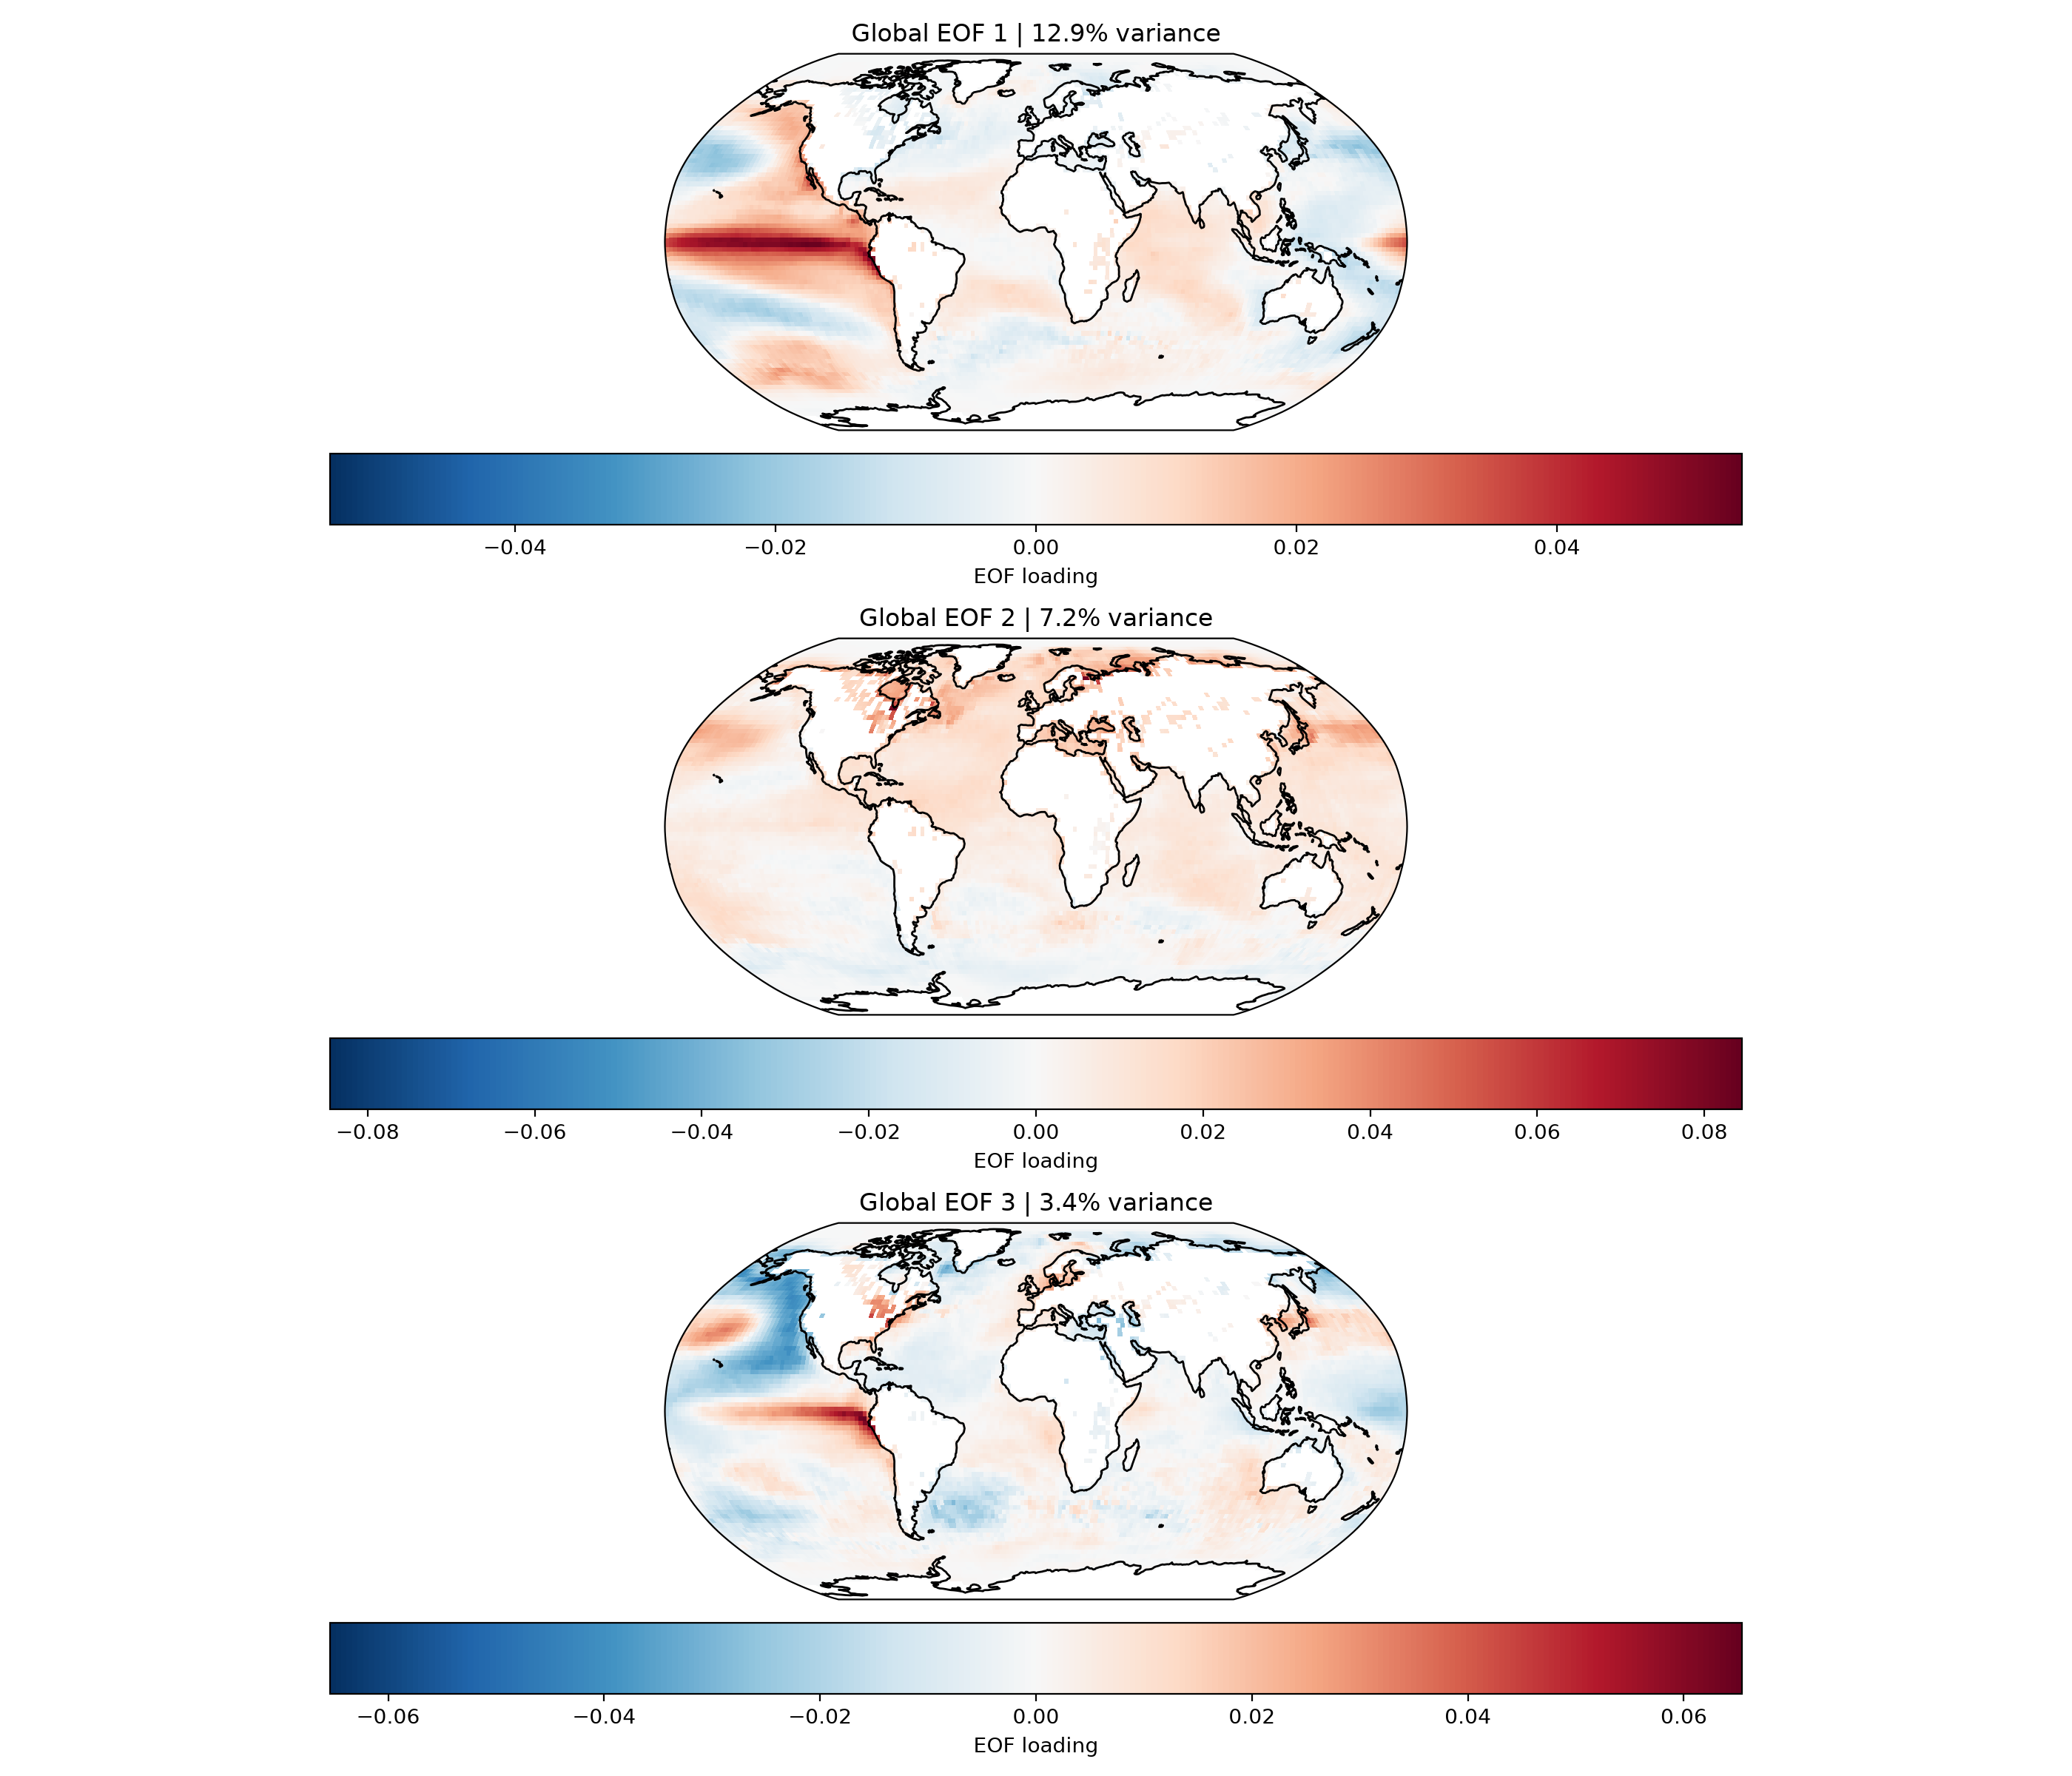 Global EOF 1 | 12.9% variance
−0.04 −0.02 0.00 0.02 0.04
EOF loading
Global EOF 2 | 7.2% variance
−0.08 −0.06 −0.04 −0.02 0.00 0.02 0.04 0.06 0.08
EOF loading
Global EOF 3 | 3.4% variance
−0.06 −0.04 −0.02 0.00 0.02 0.04 0.06
EOF loading